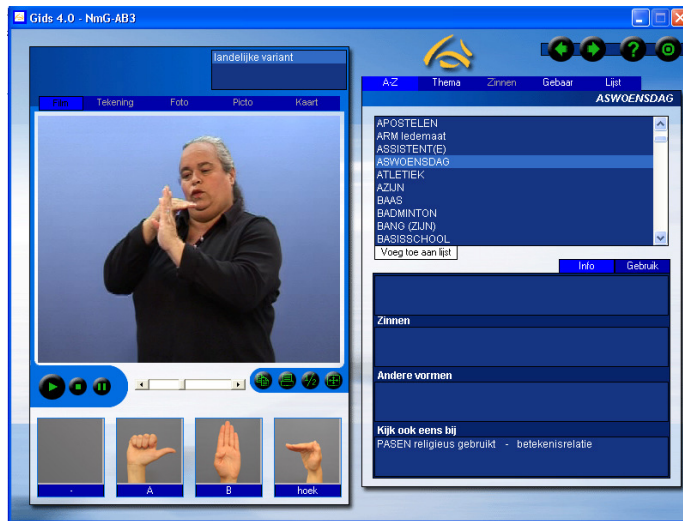 Gids 4.0 - NmG-AB3
landelijke variant
Film Tekening Foto Picto Kaart
A-Z Thema Zinnen Gebaar Lijst
ASWOENSDAG
APOSTELEN
ARM ledemaat
ASSISTENT(E)
ASWOENSDAG
ATLETIEK
AZIJN
BAAS
BADMINTON
BANG (ZIJN)
BASISSCHOOL
Voeg toe aan lijst
Info Gebruik
Zinnen
Andere vormen
Kijk ook eens bij
PASEN religieus gebruikt - betekenisrelatie
1/2
- A B hoek